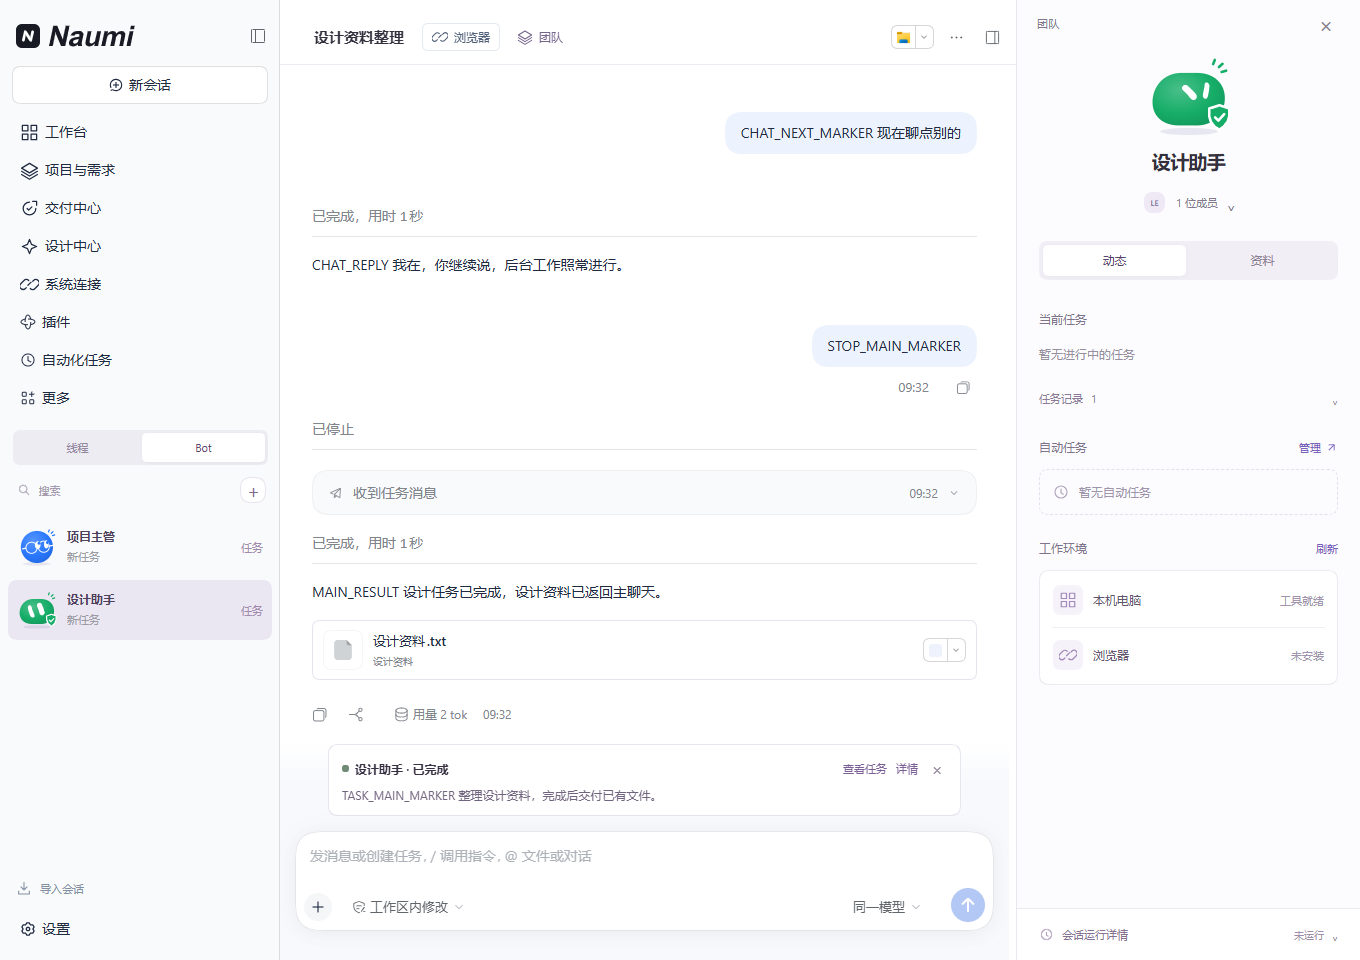 Naumi
新会话
工作台
项目与需求
交付中心
设计中心
系统连接
插件
自动化任务
更多
线程
Bot
搜索
项目主管
新任务
任务
设计助手
新任务
任务
导入会话
设置
设计资料整理
浏览器
团队
CHAT_NEXT_MARKER 现在聊点别的
已完成，用时 1 秒
CHAT_REPLY 我在，你继续说，后台工作照常进行。
STOP_MAIN_MARKER
09:32
已停止
收到任务消息
09:32
已完成，用时 1 秒
MAIN_RESULT 设计任务已完成，设计资料已返回主聊天。
设计资料.txt
设计资料
用量 2 tok
09:32
设计助手 · 已完成
查看任务
详情
TASK_MAIN_MARKER 整理设计资料，完成后交付已有文件。
发消息或创建任务, / 调用指令, @ 文件或对话
工作区内修改
同一模型
团队
设计助手
LE
1 位成员
动态
资料
当前任务
暂无进行中的任务
任务记录 1
自动任务
管理
暂无自动任务
工作环境
刷新
本机电脑
工具就绪
浏览器
未安装
会话运行详情
未运行